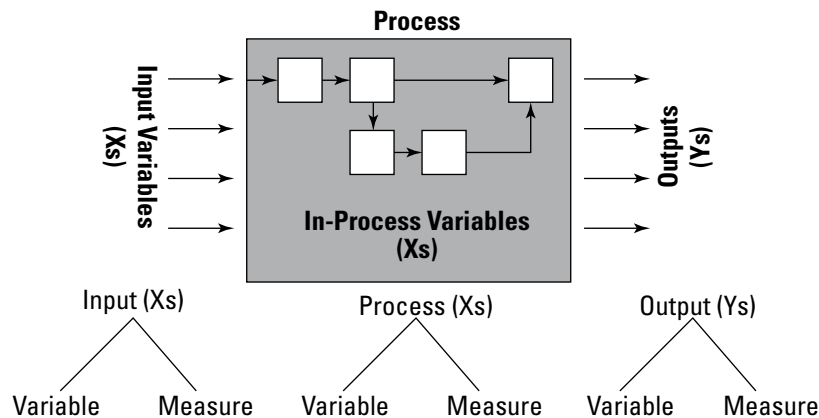 Process
Input Variables
(Xs)
In-Process Variables
(Xs)
Outputs
(Ys)
Input (Xs)
Process (Xs)
Output (Ys)
Variable
Measure
Variable
Measure
Variable
Measure